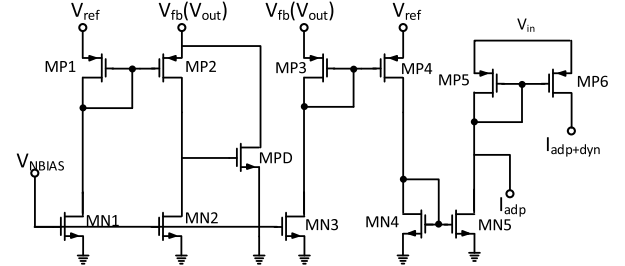 Vref Vfb(Vout) Vfb(Vout) Vref
Vin
MP1 MP2 MP3 MP4 MP5 MP6
MPD
Iadp+dyn
VNBIAS
Iadp
MN1 MN2 MN3 MN4 MN5